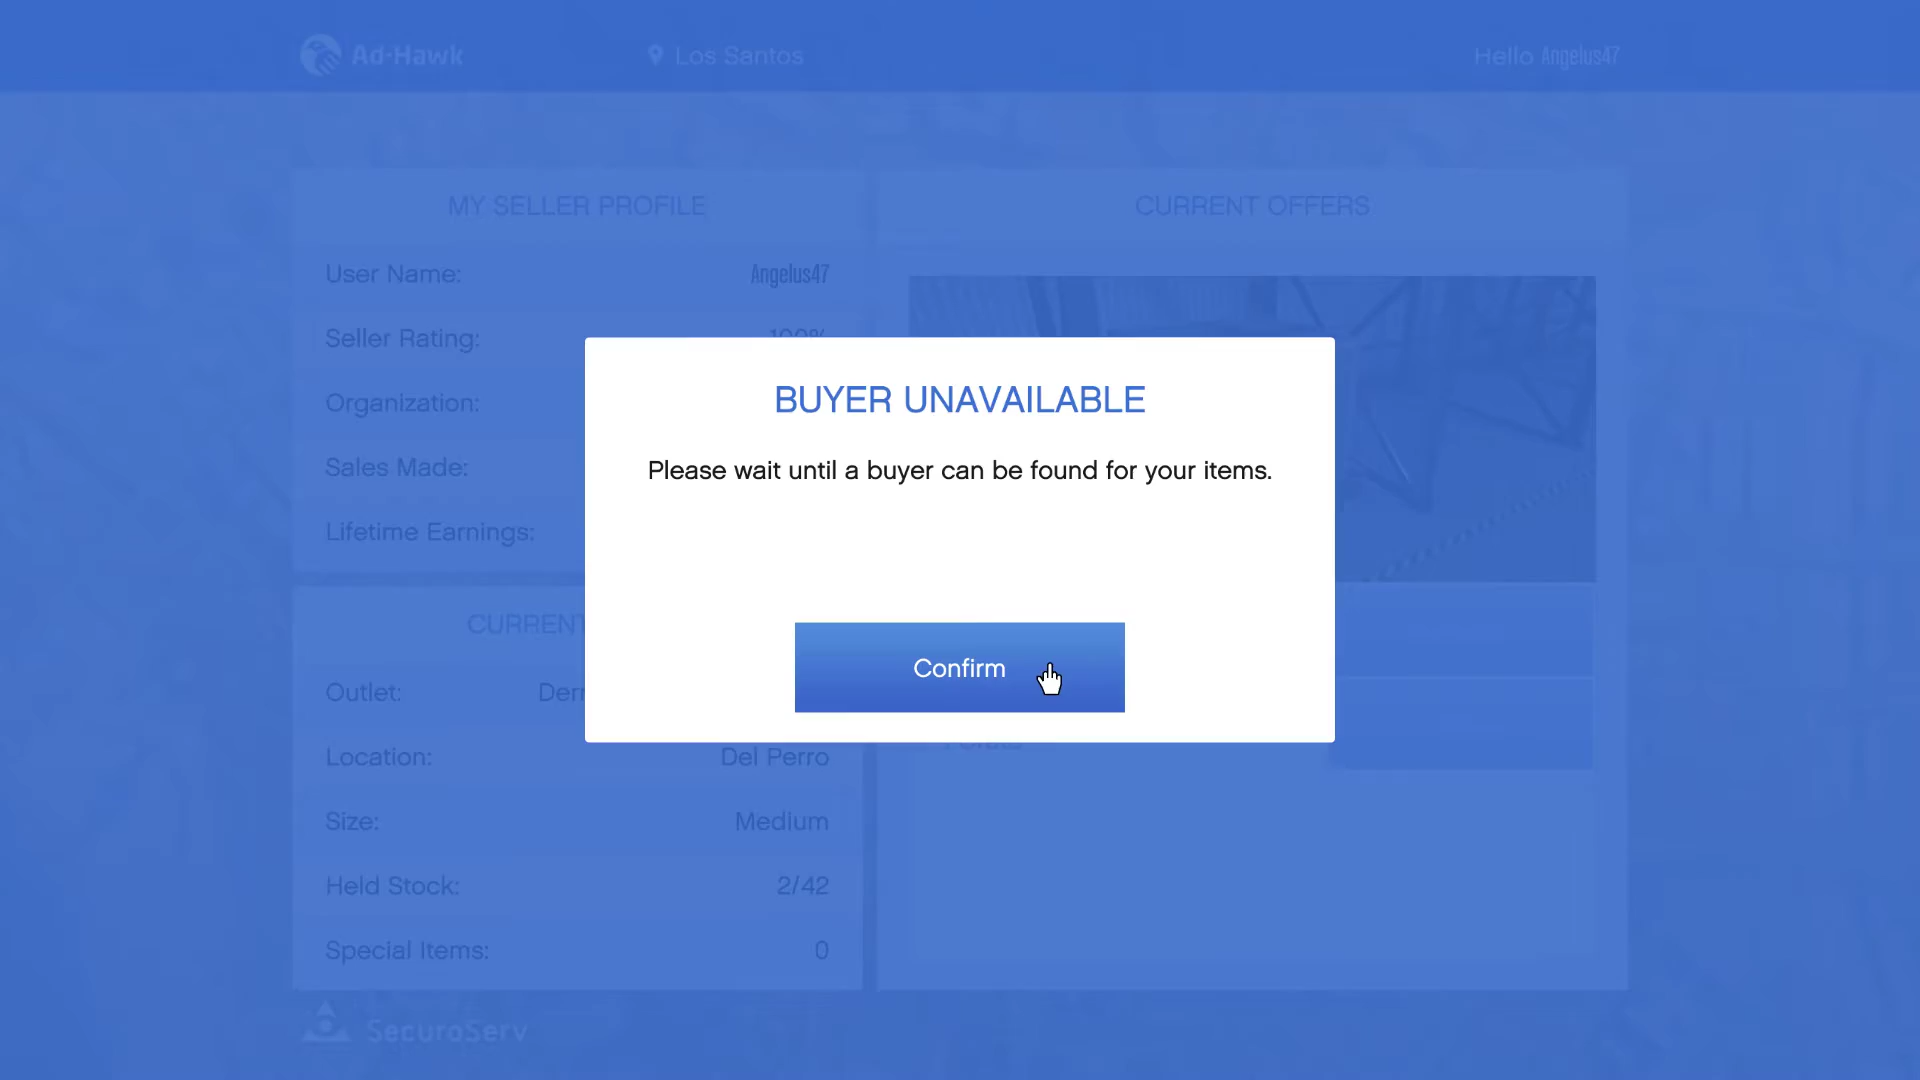 Ad-Hawk
Los Santos
Hello Angelus47
MY SELLER PROFILE
User Name: Angelus47
Seller Rating: 100%
Organization:
Sales Made:
Lifetime Earnings:
CURRENT OFFERS
BUYER UNAVAILABLE
Please wait until a buyer can be found for your items.
Confirm
CURRENT
Outlet:
Location: Del Perro
Size: Medium
Held Stock: 2/42
Special Items: 0
SecuroServ